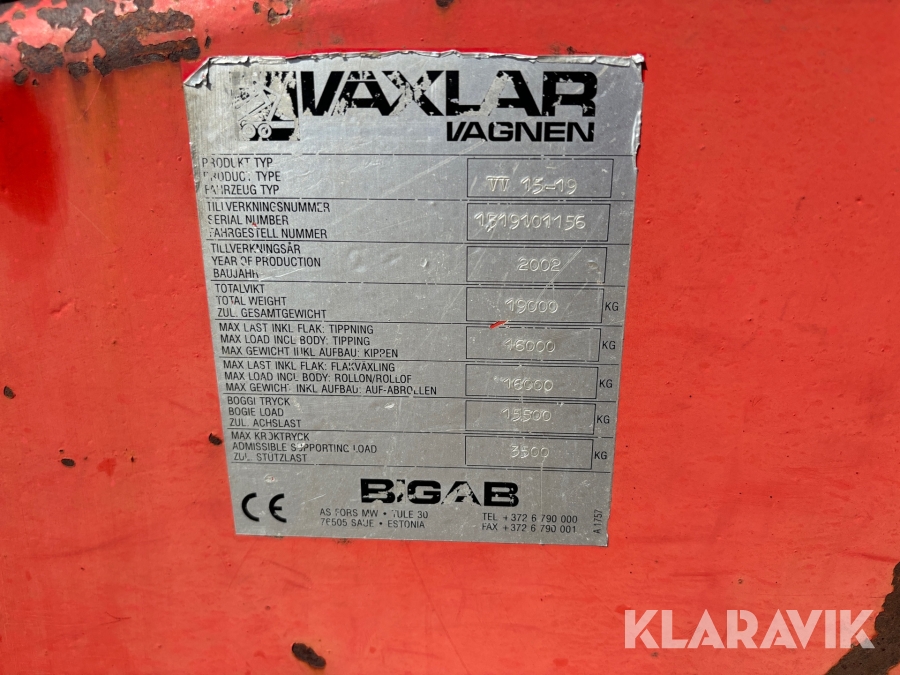 VÄXLAR
VAGNEN
PRODUKT TYP
PRODUCT TYPE
FAHRZEUG TYP
VV 15-19
TILLVERKNINGSNUMMER
SERIAL NUMBER
FAHRGESTELL NUMMER
1519101156
TILLVERKNINGSÅR
YEAR OF PRODUCTION
BAUJAHR
2002
TOTALVIKT
TOTAL WEIGHT
ZUL. GESAMTGEWICHT
19000 KG
MAX LAST INKL FLAK: TIPPNING
MAX LOAD INCL BODY: TIPPING
MAX GEWICHT INKL AUFBAU: KIPPEN
16000 KG
MAX LAST INKL FLAK: FLAKVÄXLING
MAX LOAD INCL BODY: ROLLON/ROLLOF
MAX GEWICHT INKL AUFBAU: AUF-ABROLLEN
16000 KG
BOGGI TRYCK
BOGIE LOAD
ZUL. ACHSLAST
15500 KG
MAX KROKTRYCK
ADMISSIBLE SUPPORTING LOAD
ZUL. STUTZLAST
3500 KG
BIGAB
CE
AS FORS MW • TULE 30
76505 SAUE • ESTONIA
TEL +372 6 790 000
FAX +372 6 790 001
A 1757
KLARAVIK